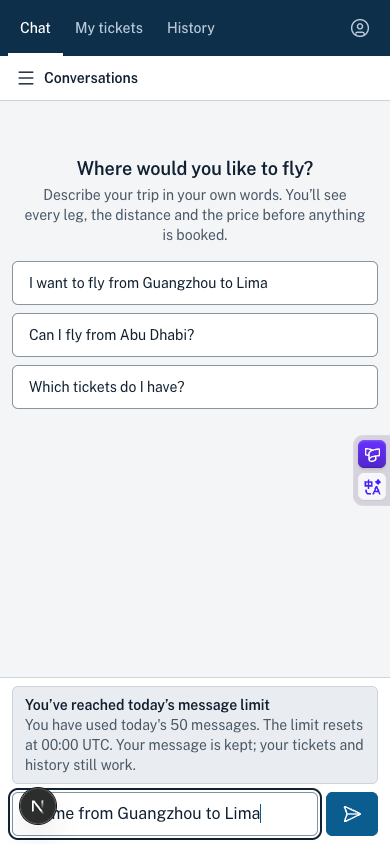 Chat My tickets History
Conversations
Where would you like to fly?
Describe your trip in your own words. You’ll see
every leg, the distance and the price before anything
is booked.
I want to fly from Guangzhou to Lima
Can I fly from Abu Dhabi?
Which tickets do I have?
中A
You’ve reached today’s message limit
You have used today's 50 messages. The limit resets
at 00:00 UTC. Your message is kept; your tickets and
history still work.
N
me from Guangzhou to Lima